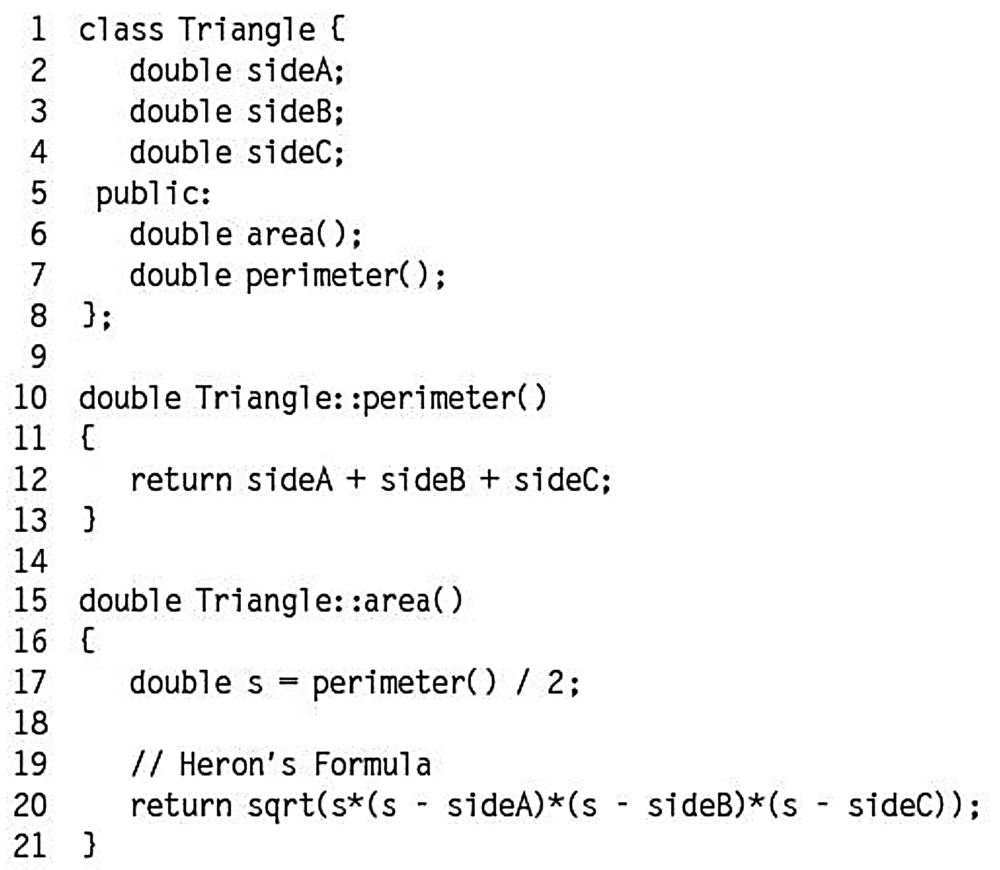 1 class Triangle {
2    double sideA;
3    double sideB;
4    double sideC;
5  public:
6    double area();
7    double perimeter();
8 };
9
10 double Triangle::perimeter()
11 {
12    return sideA + sideB + sideC;
13 }
14
15 double Triangle::area()
16 {
17    double s = perimeter() / 2;
18
19    // Heron's Formula
20    return sqrt(s*(s - sideA)*(s - sideB)*(s - sideC));
21 }